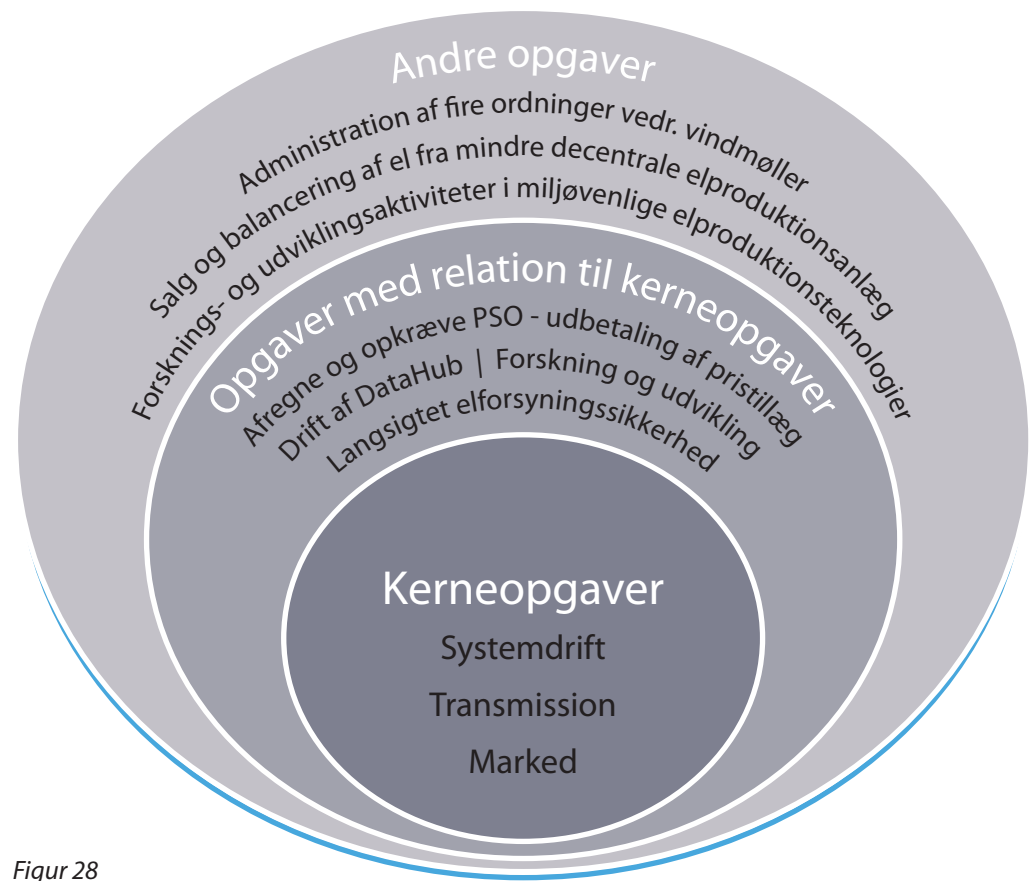 Andre opgaver
Administration af fire ordninger vedr. vindmøller
Salg og balancering af el fra mindre decentrale elproduktionsanlæg
Forsknings- og udviklingsaktiviteter i miljøvenlige elproduktionsteknologier
Opgaver med relation til kerneopgaver
Afregne og opkræve PSO - udbetaling af pristillæg
Drift af DataHub | Forskning og udvikling
Langsigtet elforsyningssikkerhed
Kerneopgaver
Systemdrift
Transmission
Marked
Figur 28